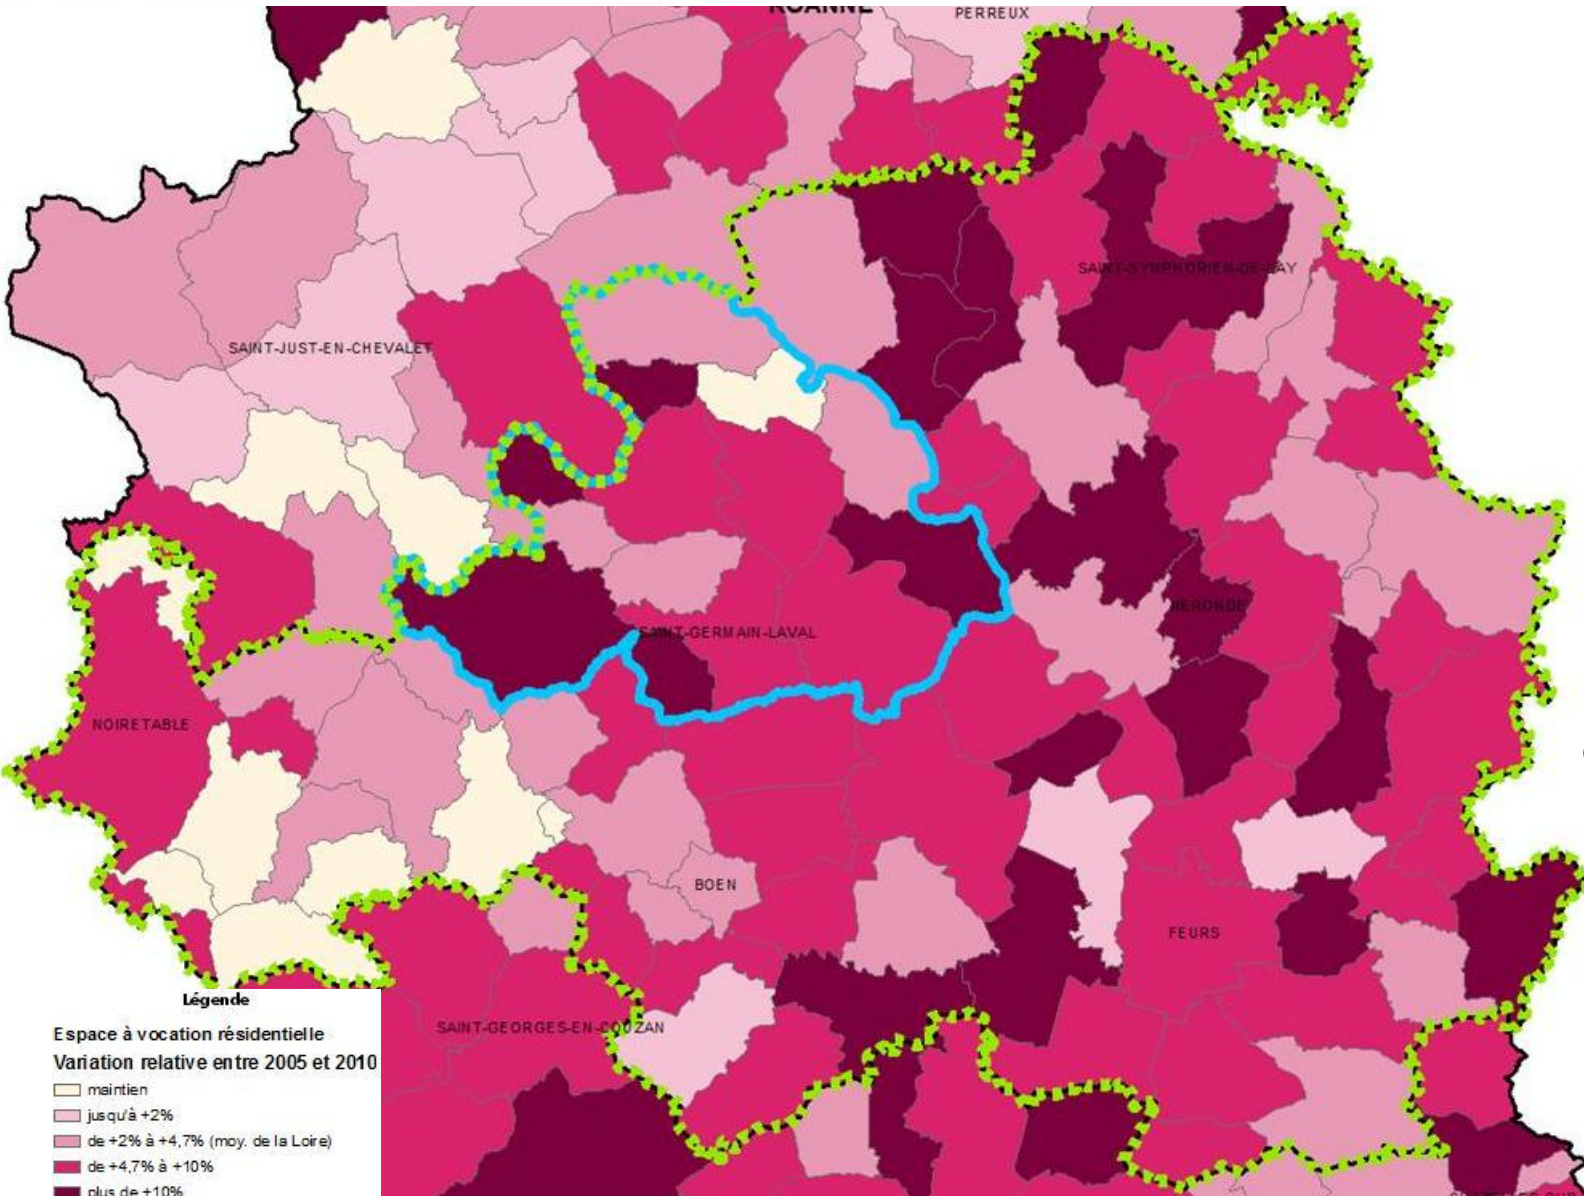 ROANNE
PERREUX
SAINT-SYMPHORIEN-DE-LAY
SAINT-JUST-EN-CHEVALET
NERONDE
SAINT-GERMAIN-LAVAL
NOIRETABLE
BOEN
FEURS
SAINT-GEORGES-EN-COUZAN
Légende
Espace à vocation résidentielle
Variation relative entre 2005 et 2010
maintien
jusqu'à +2%
de +2% à +4,7% (moy. de la Loire)
de +4,7% à +10%
plus de +10%